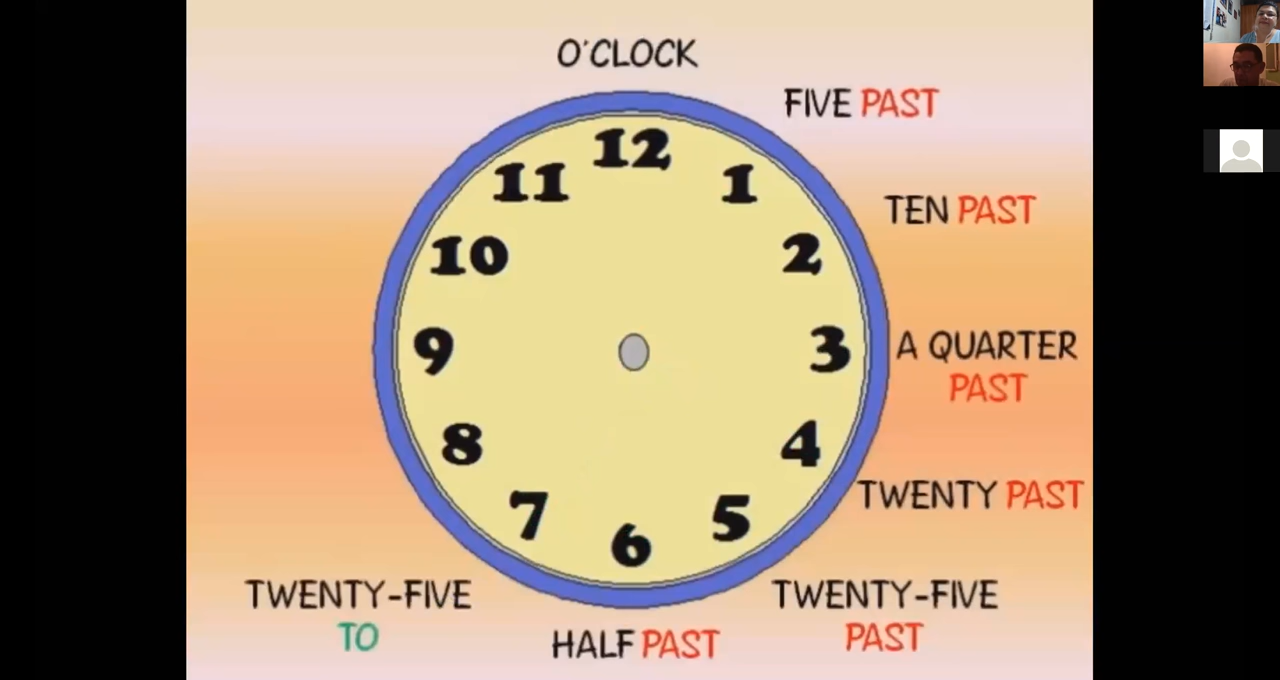 O'CLOCK
FIVE PAST
12
11
1
TEN PAST
10
2
9
3
A QUARTER
PAST
8
4
TWENTY PAST
7
5
6
TWENTY-FIVE
TO
HALF PAST
TWENTY-FIVE
PAST